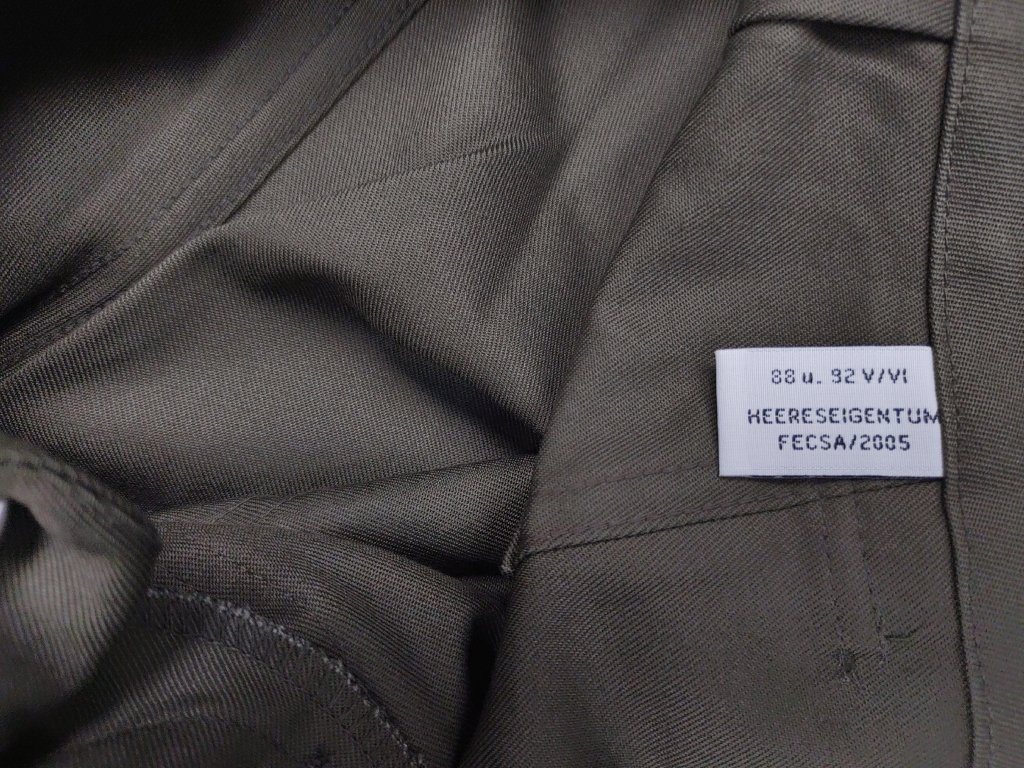 88 u. 92 V/VI
HEERESEIGENTUM
FECSA/2005